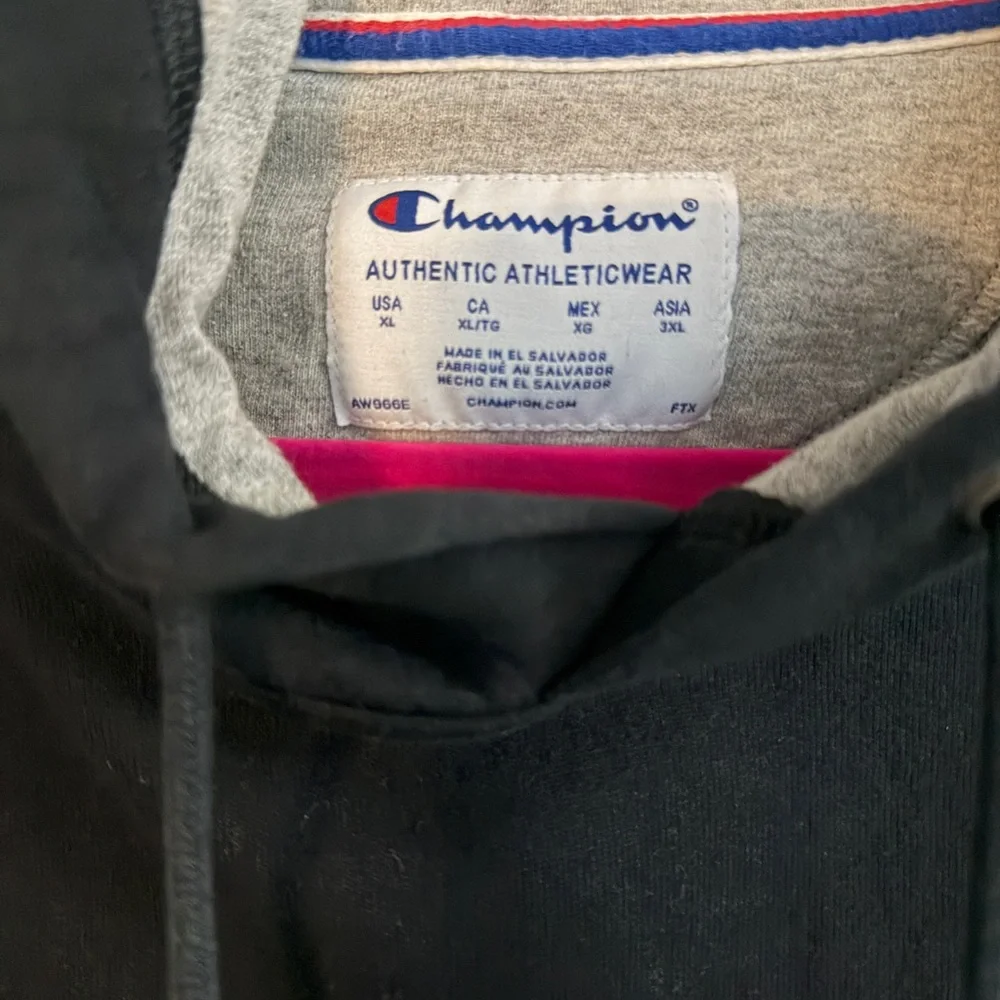 Champion®
AUTHENTIC ATHLETICWEAR
USA CA MEX ASIA
XL XL/TG XG 3XL
MADE IN EL SALVADOR
FABRIQUÉ AU SALVADOR
HECHO EN EL SALVADOR
AW966E CHAMPION.COM FTX